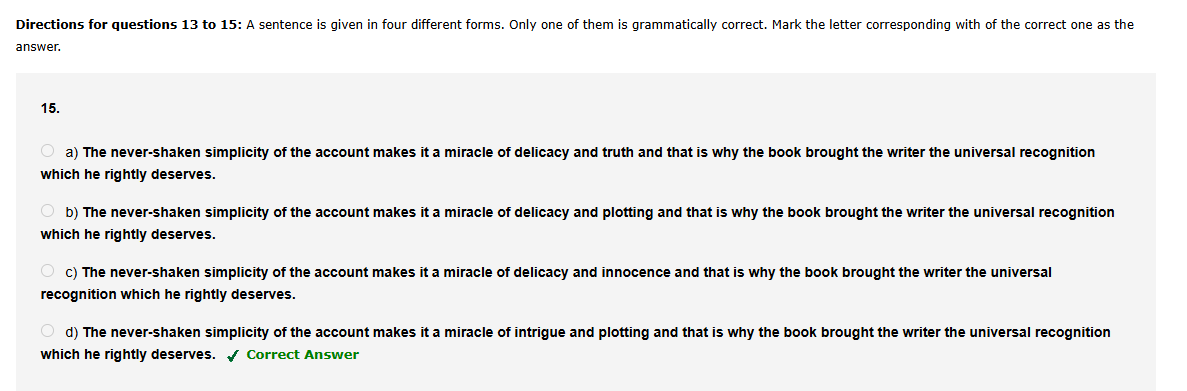 Directions for questions 13 to 15: A sentence is given in four different forms. Only one of them is grammatically correct. Mark the letter corresponding with of the correct one as the
answer.
15.
a) The never-shaken simplicity of the account makes it a miracle of delicacy and truth and that is why the book brought the writer the universal recognition
which he rightly deserves.
b) The never-shaken simplicity of the account makes it a miracle of delicacy and plotting and that is why the book brought the writer the universal recognition
which he rightly deserves.
c) The never-shaken simplicity of the account makes it a miracle of delicacy and innocence and that is why the book brought the writer the universal
recognition which he rightly deserves.
d) The never-shaken simplicity of the account makes it a miracle of intrigue and plotting and that is why the book brought the writer the universal recognition
which he rightly deserves. ✓ Correct Answer